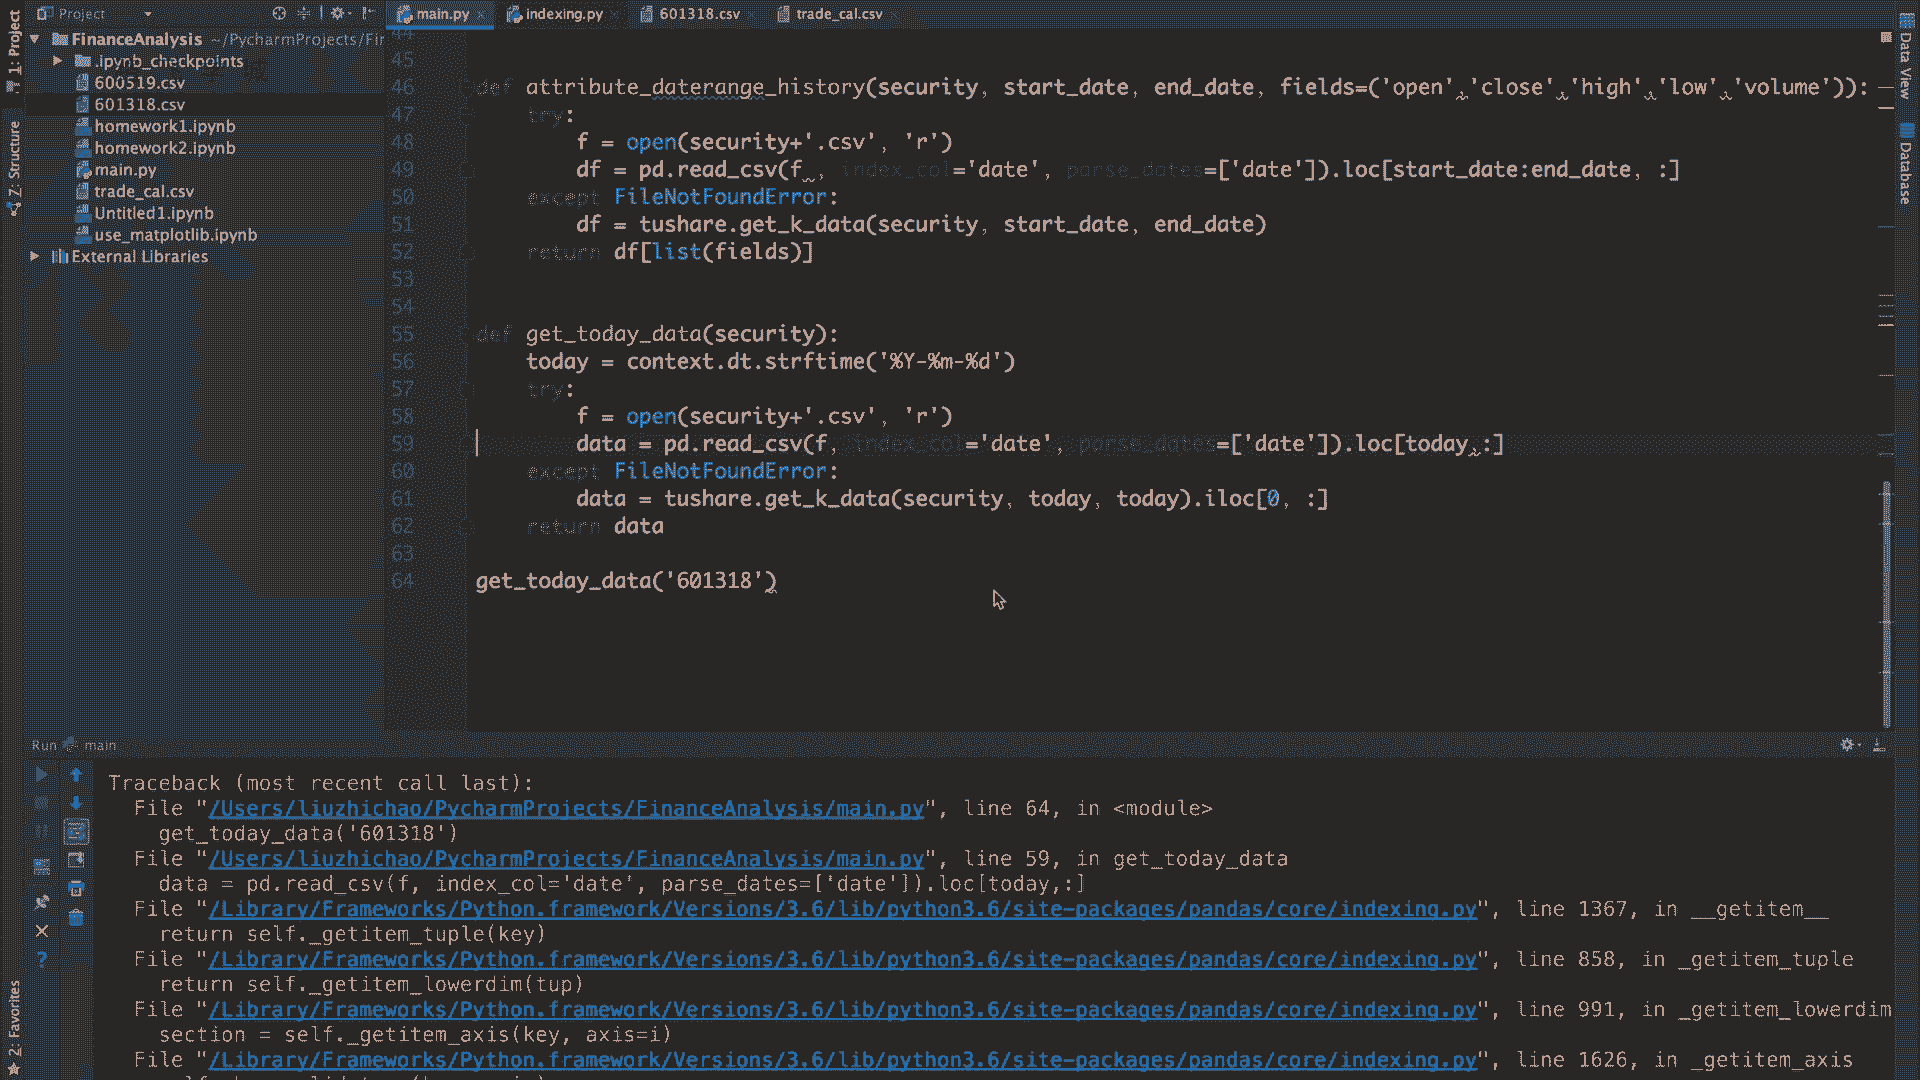 Project
main.py
indexing.py
601318.csv
trade_cal.csv
1: Project
FinanceAnalysis ~/PycharmProjects/Fir
.ipynb_checkpoints
600519.csv
601318.csv
homework1.ipynb
homework2.ipynb
main.py
trade_cal.csv
Untitled1.ipynb
use_matplotlib.ipynb
External Libraries
Z: Structure
2: Favorites
Data View
Database
44
45
46 def attribute_daterange_history(security, start_date, end_date, fields=('open','close','high','low','volume')):
47 try:
48 f = open(security+'.csv', 'r')
49 df = pd.read_csv(f , index_col='date', parse_dates=['date']).loc[start_date:end_date, :]
50 except FileNotFoundError:
51 df = tushare.get_k_data(security, start_date, end_date)
52 return df[list(fields)]
53
54
55 def get_today_data(security):
56 today = context.dt.strftime('%Y-%m-%d')
57 try:
58 f = open(security+'.csv', 'r')
59 data = pd.read_csv(f, index_col='date', parse_dates=['date']).loc[today,:]
60 except FileNotFoundError:
61 data = tushare.get_k_data(security, today, today).iloc[0, :]
62 return data
63
64 get_today_data('601318')
Run main
Traceback (most recent call last):
File "/Users/liuzhichao/PycharmProjects/FinanceAnalysis/main.py", line 64, in <module>
get_today_data('601318')
File "/Users/liuzhichao/PycharmProjects/FinanceAnalysis/main.py", line 59, in get_today_data
data = pd.read_csv(f, index_col='date', parse_dates=['date']).loc[today,:]
File "/Library/Frameworks/Python.framework/Versions/3.6/lib/python3.6/site-packages/pandas/core/indexing.py", line 1367, in __getitem__
return self._getitem_tuple(key)
File "/Library/Frameworks/Python.framework/Versions/3.6/lib/python3.6/site-packages/pandas/core/indexing.py", line 858, in _getitem_tuple
return self._getitem_lowerdim(tup)
File "/Library/Frameworks/Python.framework/Versions/3.6/lib/python3.6/site-packages/pandas/core/indexing.py", line 991, in _getitem_lowerdim
section = self._getitem_axis(key, axis=i)
File "/Library/Frameworks/Python.framework/Versions/3.6/lib/python3.6/site-packages/pandas/core/indexing.py", line 1626, in _getitem_axis